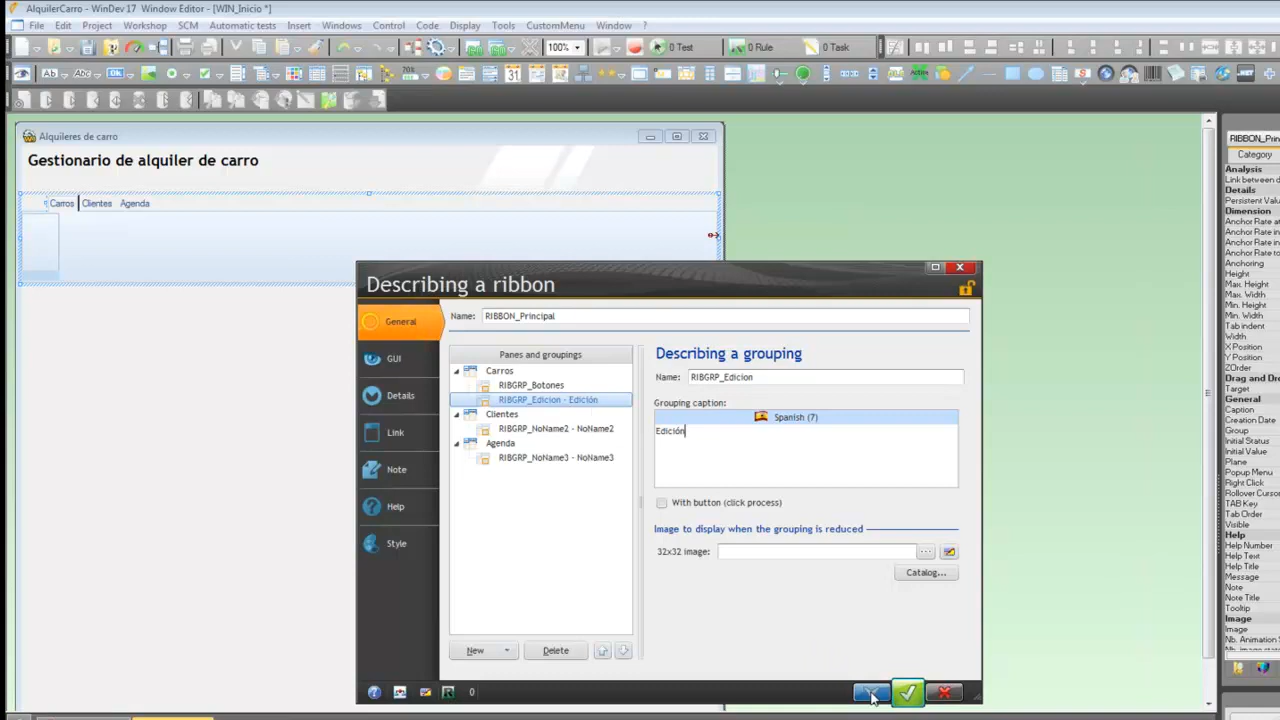 AlquilerCarro - WinDev 17 Window Editor - [WIN_Inicio *]
File Edit Project Workshop SCM Automatic tests Insert Windows Control Code Display Tools CustomMenu Window ?
100% 0 Test 0 Rule 0 Task
Alquileres de carro
Gestionario de alquiler de carro
Carros Clientes Agenda
Describing a ribbon
General
GUI
Details
Link
Note
Help
Style
Name: RIBBON_Principal
Panes and groupings
Carros
RIBGRP_Botones
RIBGRP_Edicion - Edición
Clientes
RIBGRP_NoName2 - NoName2
Agenda
RIBGRP_NoName3 - NoName3
New Delete
Describing a grouping
Name: RIBGRP_Edicion
Grouping caption:
Spanish (7)
Edición
With button (click process)
Image to display when the grouping is reduced
32x32 image: ...
Catalog...
0
RIBBON_Principal
Category
Analysis
Link between d
Details
Persistent Valu
Dimension
Anchor Rate at
Anchor Rate in
Anchor Rate in
Anchor Rate to
Anchoring
Height
Max. Height
Max. Width
Min. Height
Min. Width
Tab indent
Width
X Position
Y Position
ZOrder
Drag and Dro
Target
General
Caption
Creation Date
Group
Initial Status
Initial Value
Plane
Popup Menu
Right Click
Rollover Cursor
TAB Key
Tab Order
Visible
Help
Help Number
Help Text
Help Title
Message
Note
Note Title
Tooltip
Image
Image
Nb. Animation S